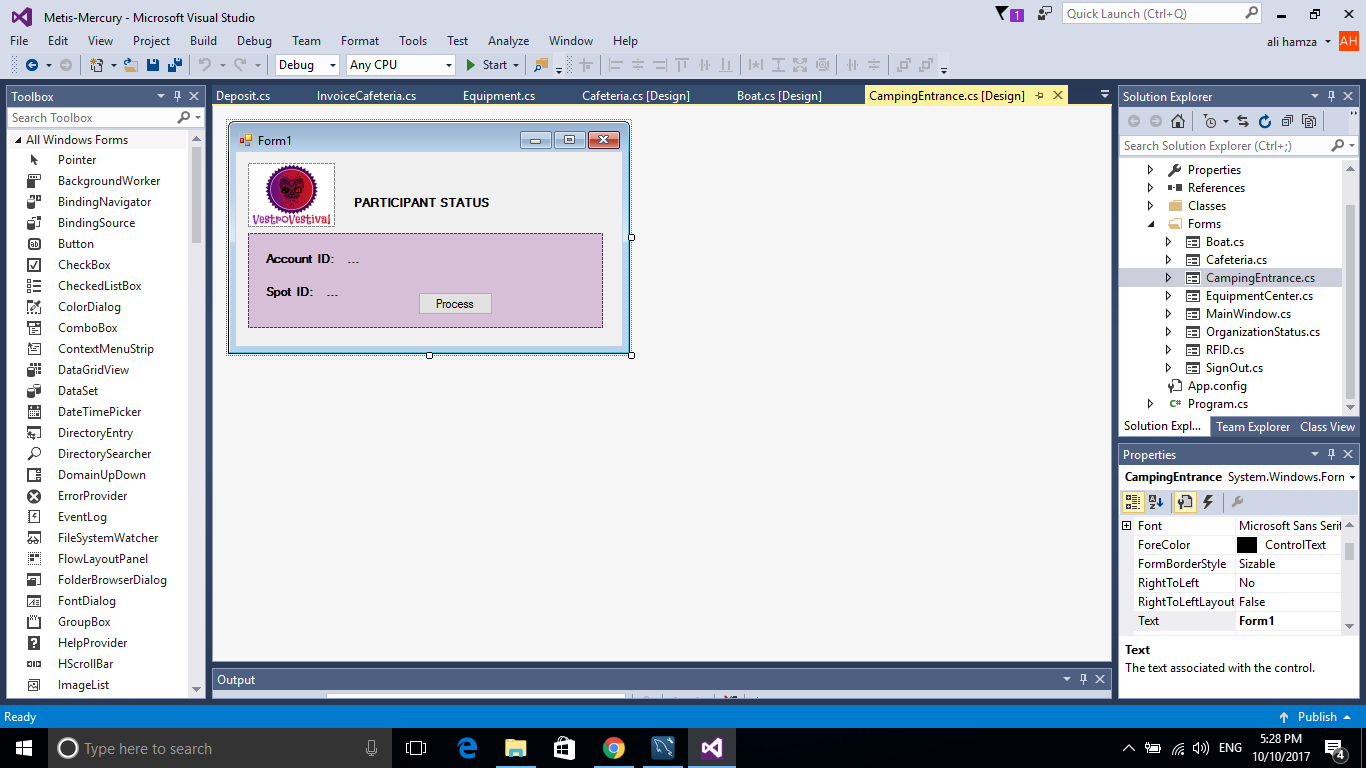 Metis-Mercury - Microsoft Visual Studio
1
Quick Launch (Ctrl+Q)
File Edit View Project Build Debug Team Format Tools Test Analyze Window Help
ali hamza
AH
Debug
Any CPU
Start
Toolbox
Search Toolbox
All Windows Forms
Pointer
BackgroundWorker
BindingNavigator
BindingSource
Button
CheckBox
CheckedListBox
ColorDialog
ComboBox
ContextMenuStrip
DataGridView
DataSet
DateTimePicker
DirectoryEntry
DirectorySearcher
DomainUpDown
ErrorProvider
EventLog
FileSystemWatcher
FlowLayoutPanel
FolderBrowserDialog
FontDialog
GroupBox
HelpProvider
HScrollBar
ImageList
Deposit.cs InvoiceCafeteria.cs Equipment.cs Cafeteria.cs [Design] Boat.cs [Design] CampingEntrance.cs [Design]
Form1
VestroVestival
PARTICIPANT STATUS
Account ID: ...
Spot ID: ...
Process
Output
Solution Explorer
Search Solution Explorer (Ctrl+;)
Properties
References
Classes
Forms
Boat.cs
Cafeteria.cs
CampingEntrance.cs
EquipmentCenter.cs
MainWindow.cs
OrganizationStatus.cs
RFID.cs
SignOut.cs
App.config
C# Program.cs
Solution Expl... Team Explorer Class View
Properties
CampingEntrance System.Windows.Form
Font Microsoft Sans Serif
ForeColor ControlText
FormBorderStyle Sizable
RightToLeft No
RightToLeftLayout False
Text Form1
Text
The text associated with the control.
Ready
Publish
Type here to search
ENG
5:28 PM
10/10/2017
4